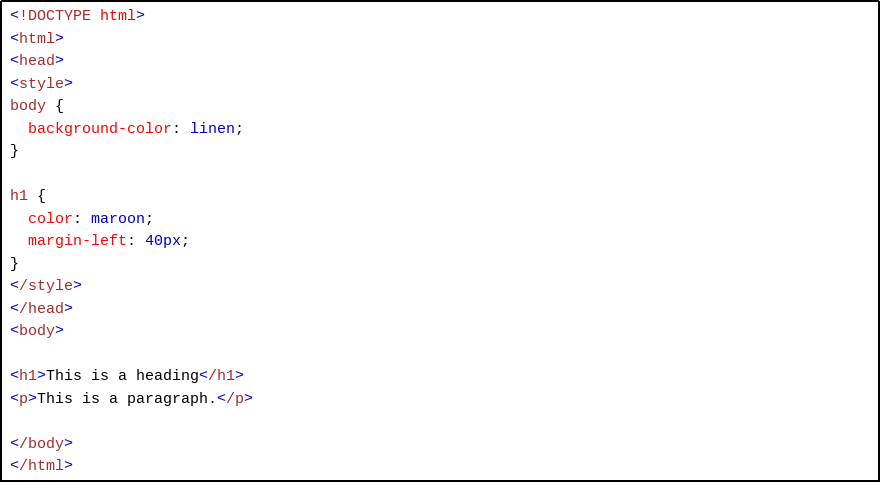 <!DOCTYPE html>
<html>
<head>
<style>
body {
  background-color: linen;
}

h1 {
  color: maroon;
  margin-left: 40px;
}
</style>
</head>
<body>

<h1>This is a heading</h1>
<p>This is a paragraph.</p>

</body>
</html>